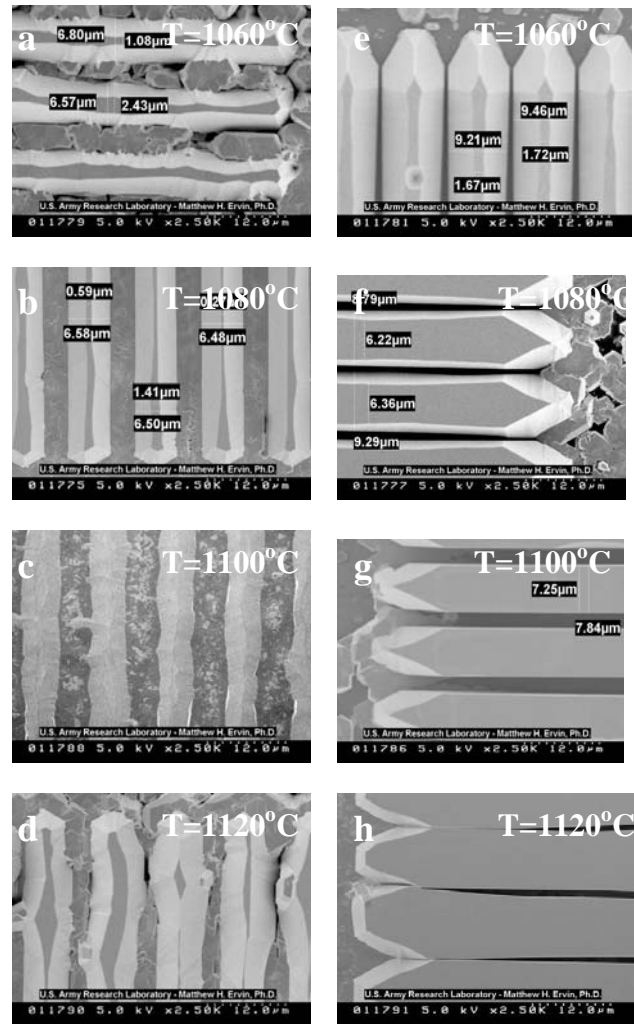 a T=1060°C
6.80µm 1.08µm
6.57µm 2.43µm
U.S. Army Research Laboratory - Matthew H. Ervin, Ph.D.
011779 5.0 kV x2.50K 12.0µm
e T=1060°C
9.46µm
9.21µm
1.72µm
1.67µm
U.S. Army Research Laboratory - Matthew H. Ervin, Ph.D.
011781 5.0 kV x2.50K 12.0µm
b T=1080°C
0.59µm
6.58µm 6.48µm
1.41µm
6.50µm
U.S. Army Research Laboratory - Matthew H. Ervin, Ph.D.
011775 5.0 kV x2.50K 12.0µm
f T=1080°C
8.79µm
6.22µm
6.36µm
9.29µm
U.S. Army Research Laboratory - Matthew H. Ervin, Ph.D.
011777 5.0 kV x2.50K 12.0µm
c T=1100°C
U.S. Army Research Laboratory - Matthew H. Ervin, Ph.D.
011788 5.0 kV x2.50K 12.0µm
g T=1100°C
7.25µm
7.84µm
U.S. Army Research Laboratory - Matthew H. Ervin, Ph.D.
011786 5.0 kV x2.50K 12.0µm
d T=1120°C
U.S. Army Research Laboratory - Matthew H. Ervin, Ph.D.
011790 5.0 kV x2.50K 12.0µm
h T=1120°C
U.S. Army Research Laboratory - Matthew H. Ervin, Ph.D.
011791 5.0 kV x2.50K 12.0µm